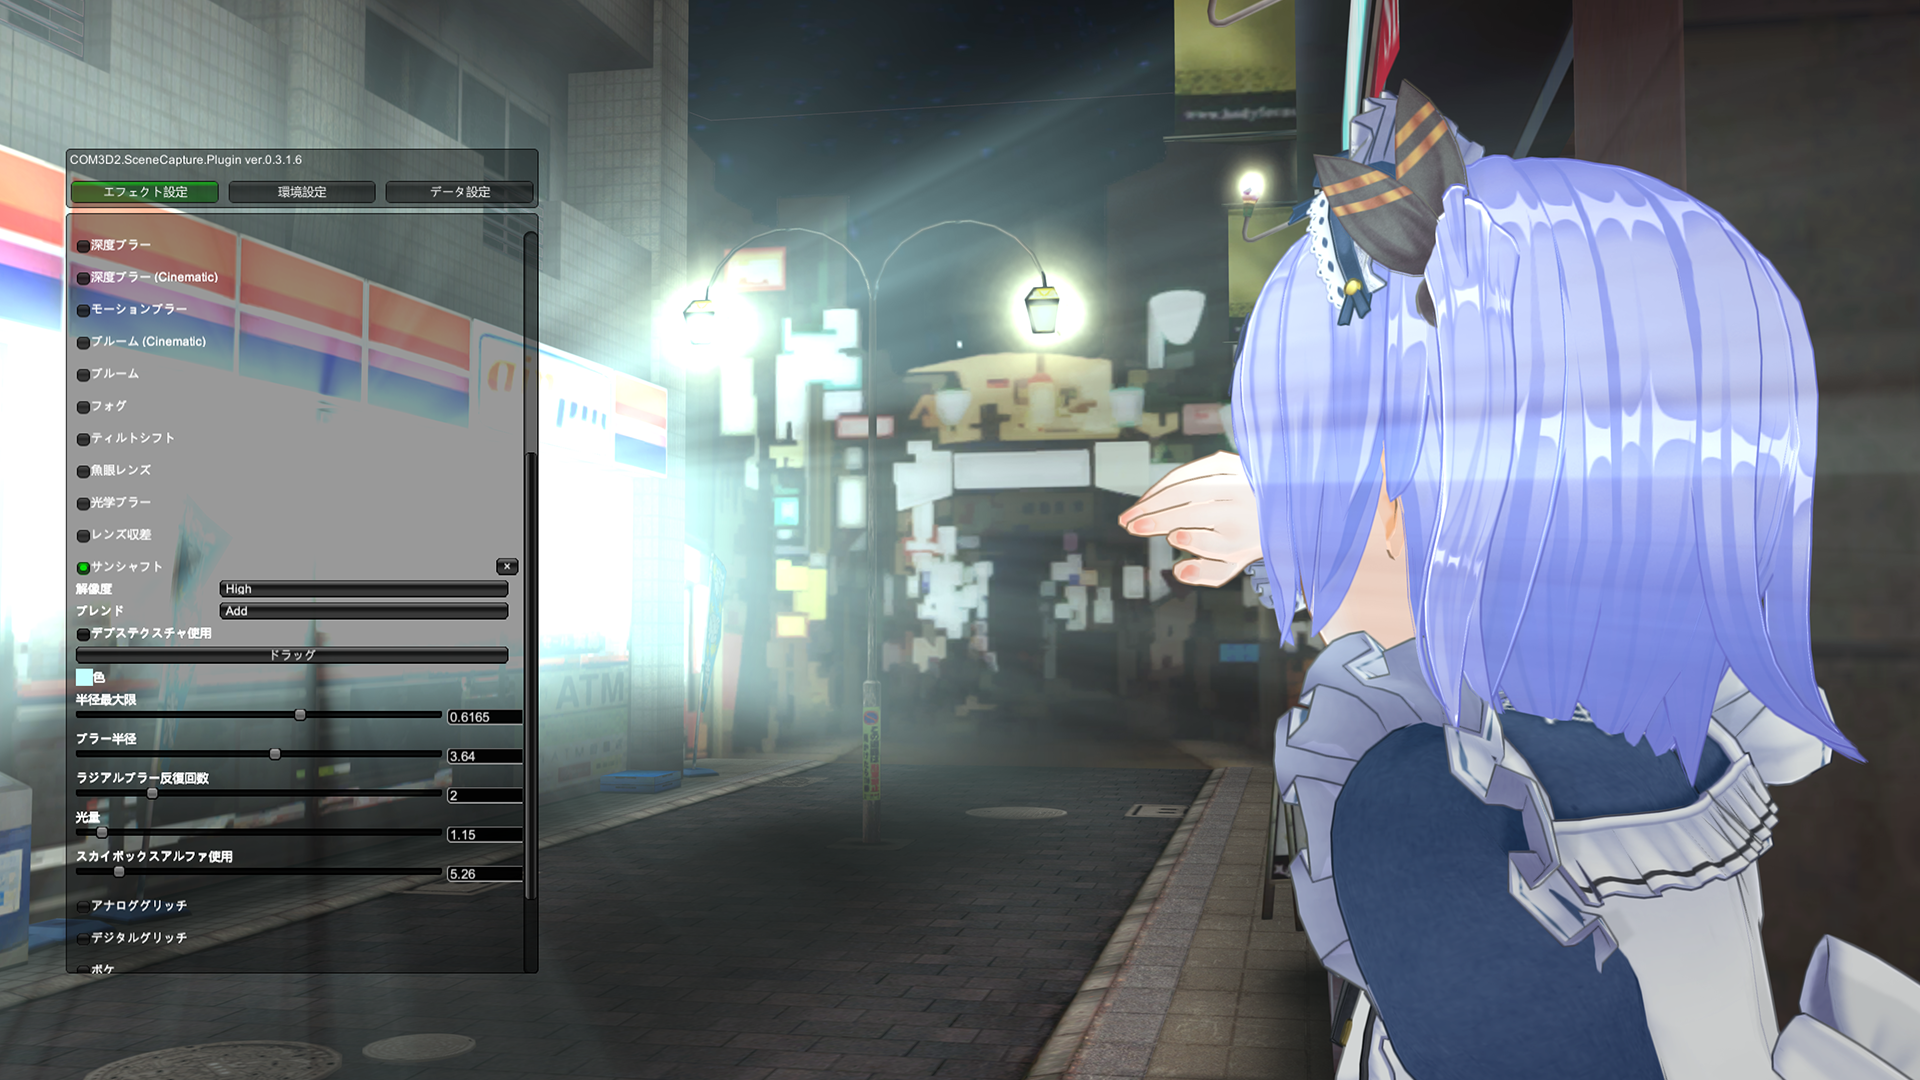 COM3D2.SceneCapture.Plugin ver.0.3.1.6
エフェクト設定
環境設定
データ設定
深度ブラー
深度ブラー (Cinematic)
モーションブラー
ブルーム (Cinematic)
ブルーム
フォグ
ティルトシフト
魚眼レンズ
光学ブラー
レンズ収差
サンシャフト
×
解像度
High
ブレンド
Add
デプステクスチャ使用
ドラッグ
色
半径最大限
0.6165
ブラー半径
3.64
ラジアルブラー反復回数
2
光量
1.15
スカイボックスアルファ使用
5.26
アナロググリッチ
デジタルグリッチ
ボケ
ATM